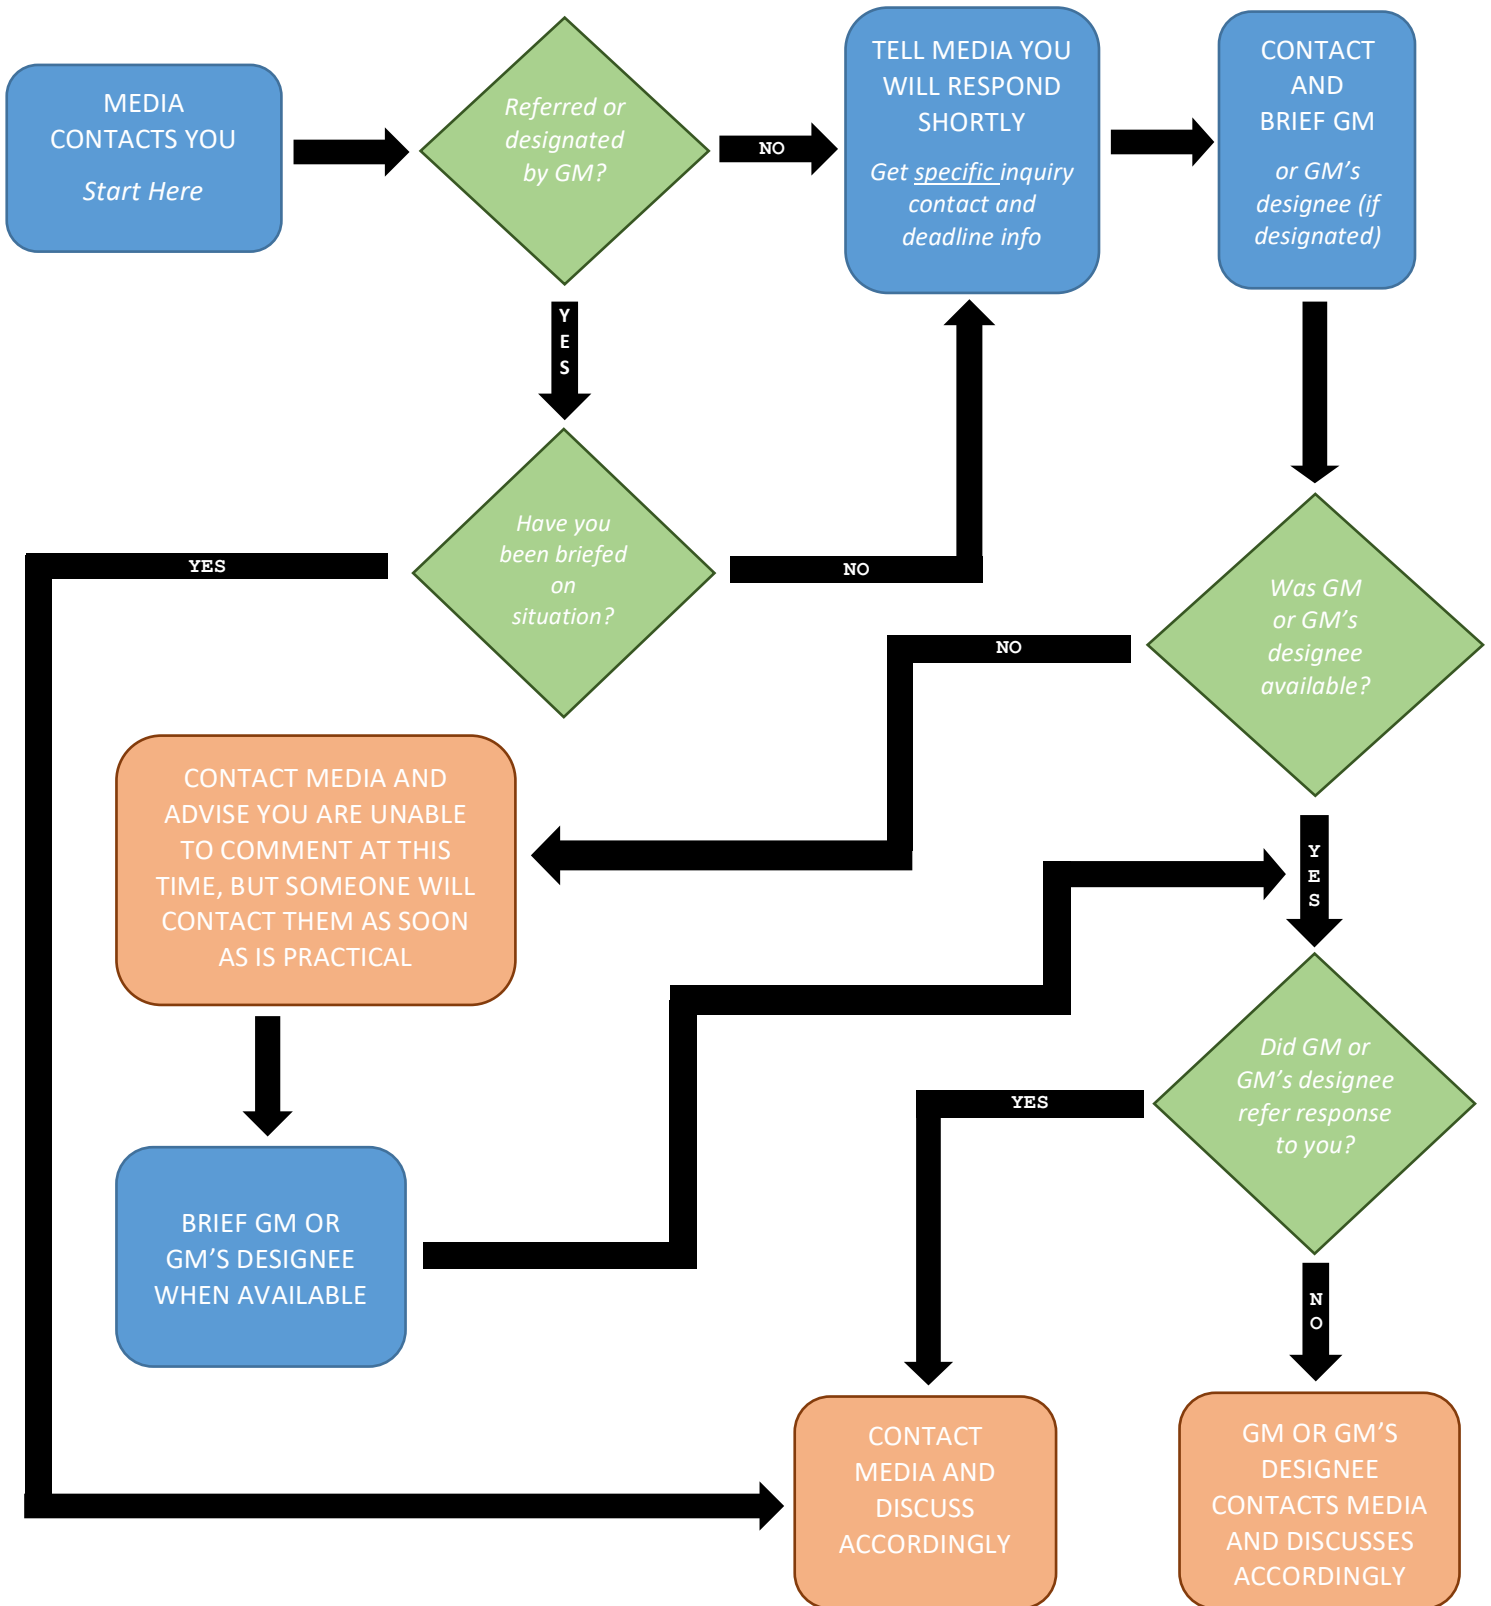 MEDIA
CONTACTS YOU
Start Here
Referred or
designated
by GM?
NO
TELL MEDIA YOU
WILL RESPOND
SHORTLY
Get specific inquiry
contact and
deadline info
CONTACT
AND
BRIEF GM
or GM’s
designee (if
designated)
YES
Have you
been briefed
on
situation?
YES
NO
Was GM
or GM’s
designee
available?
NO
CONTACT MEDIA AND
ADVISE YOU ARE UNABLE
TO COMMENT AT THIS
TIME, BUT SOMEONE WILL
CONTACT THEM AS SOON
AS IS PRACTICAL
YES
Did GM or
GM’s designee
refer response
to you?
YES
BRIEF GM OR
GM’S DESIGNEE
WHEN AVAILABLE
NO
CONTACT
MEDIA AND
DISCUSS
ACCORDINGLY
GM OR GM’S
DESIGNEE
CONTACTS MEDIA
AND DISCUSSES
ACCORDINGLY